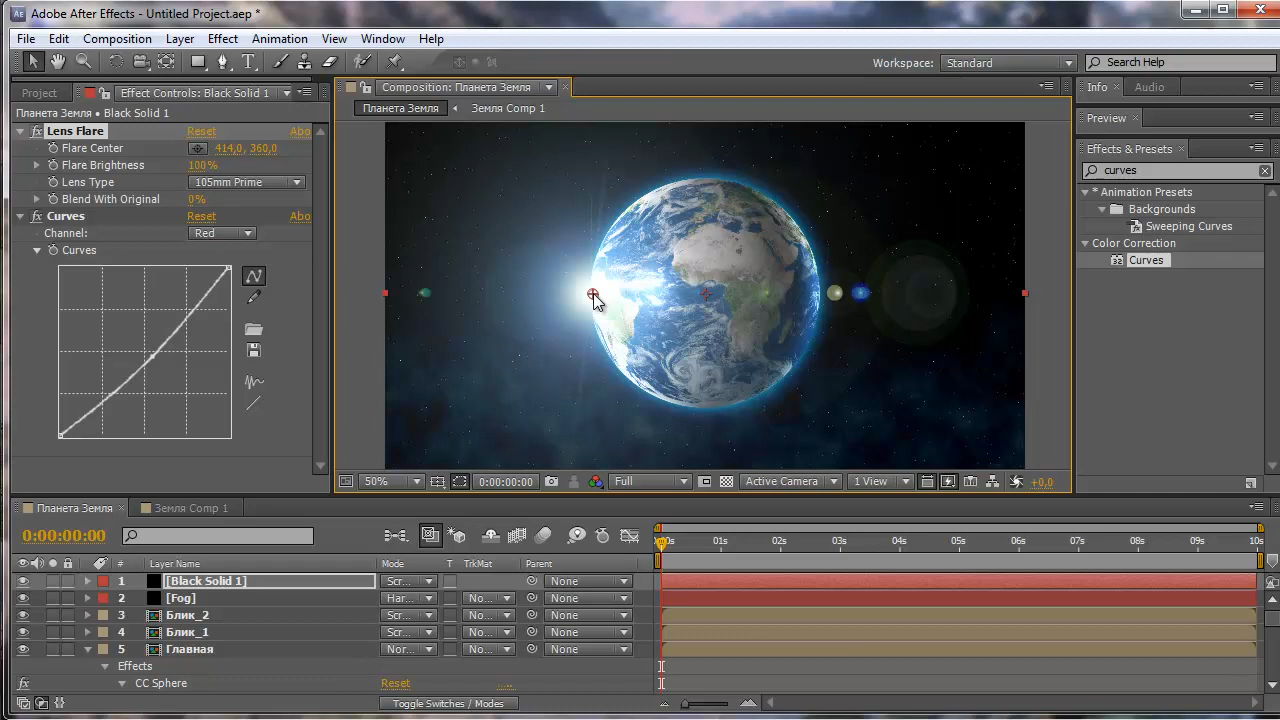 Adobe After Effects - Untitled Project.aep *
File Edit Composition Layer Effect Animation View Window Help
Workspace: Standard Search Help
Project Effect Controls: Black Solid 1
Планета Земля • Black Solid 1
Lens Flare Reset Abo
Flare Center 414,0, 360,0
Flare Brightness 100%
Lens Type 105mm Prime
Blend With Original 0%
Curves Reset Abo
Channel: Red
Curves
Composition: Планета Земля
Планета Земля Земля Comp 1
50% 0:00:00:00 Full Active Camera 1 View +0,0
Info Audio
Preview
Effects & Presets
curves
* Animation Presets
Backgrounds
Sweeping Curves
Color Correction
Curves
Планета Земля Земля Comp 1
0:00:00:00
01s 02s 03s 04s 05s 06s 07s 08s 09s 10s
# Layer Name Mode T TrkMat Parent
1 [Black Solid 1] Scr... None
2 [Fog] Har... No... None
3 Блик_2 Scr... No... None
4 Блик_1 Scr... No... None
5 Главная Nor... No... None
Effects
fx CC Sphere Reset .....
Toggle Switches / Modes